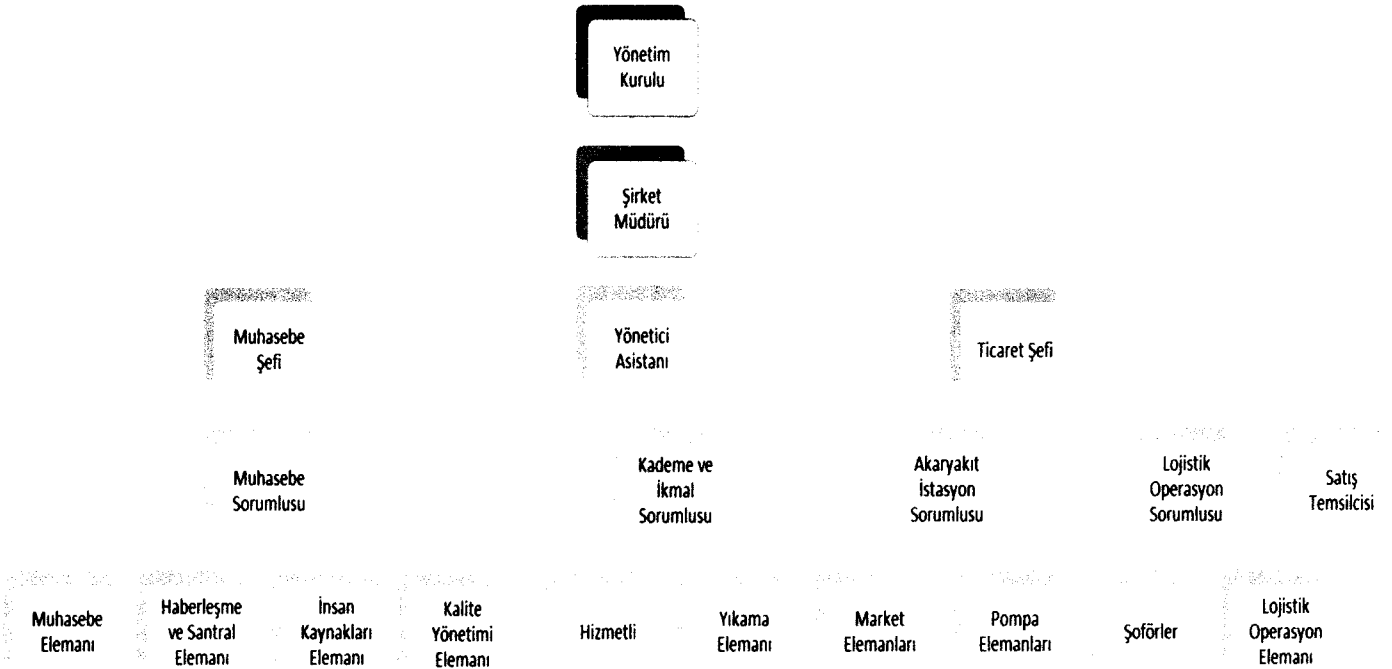 Yönetim
Kurulu
Şirket
Müdürü
Muhasebe
Şefi
Yönetici
Asistanı
Ticaret Şefi
Muhasebe
Sorumlusu
Kademe ve
İkmal
Sorumlusu
Akaryakıt
İstasyon
Sorumlusu
Lojistik
Operasyon
Sorumlusu
Satış
Temsilcisi
Muhasebe
Elemanı
Haberleşme
ve Santral
Elemanı
İnsan
Kaynakları
Elemanı
Kalite
Yönetimi
Elemanı
Hizmetli
Yıkama
Elemanı
Market
Elemanları
Pompa
Elemanları
Şoförler
Lojistik
Operasyon
Elemanı